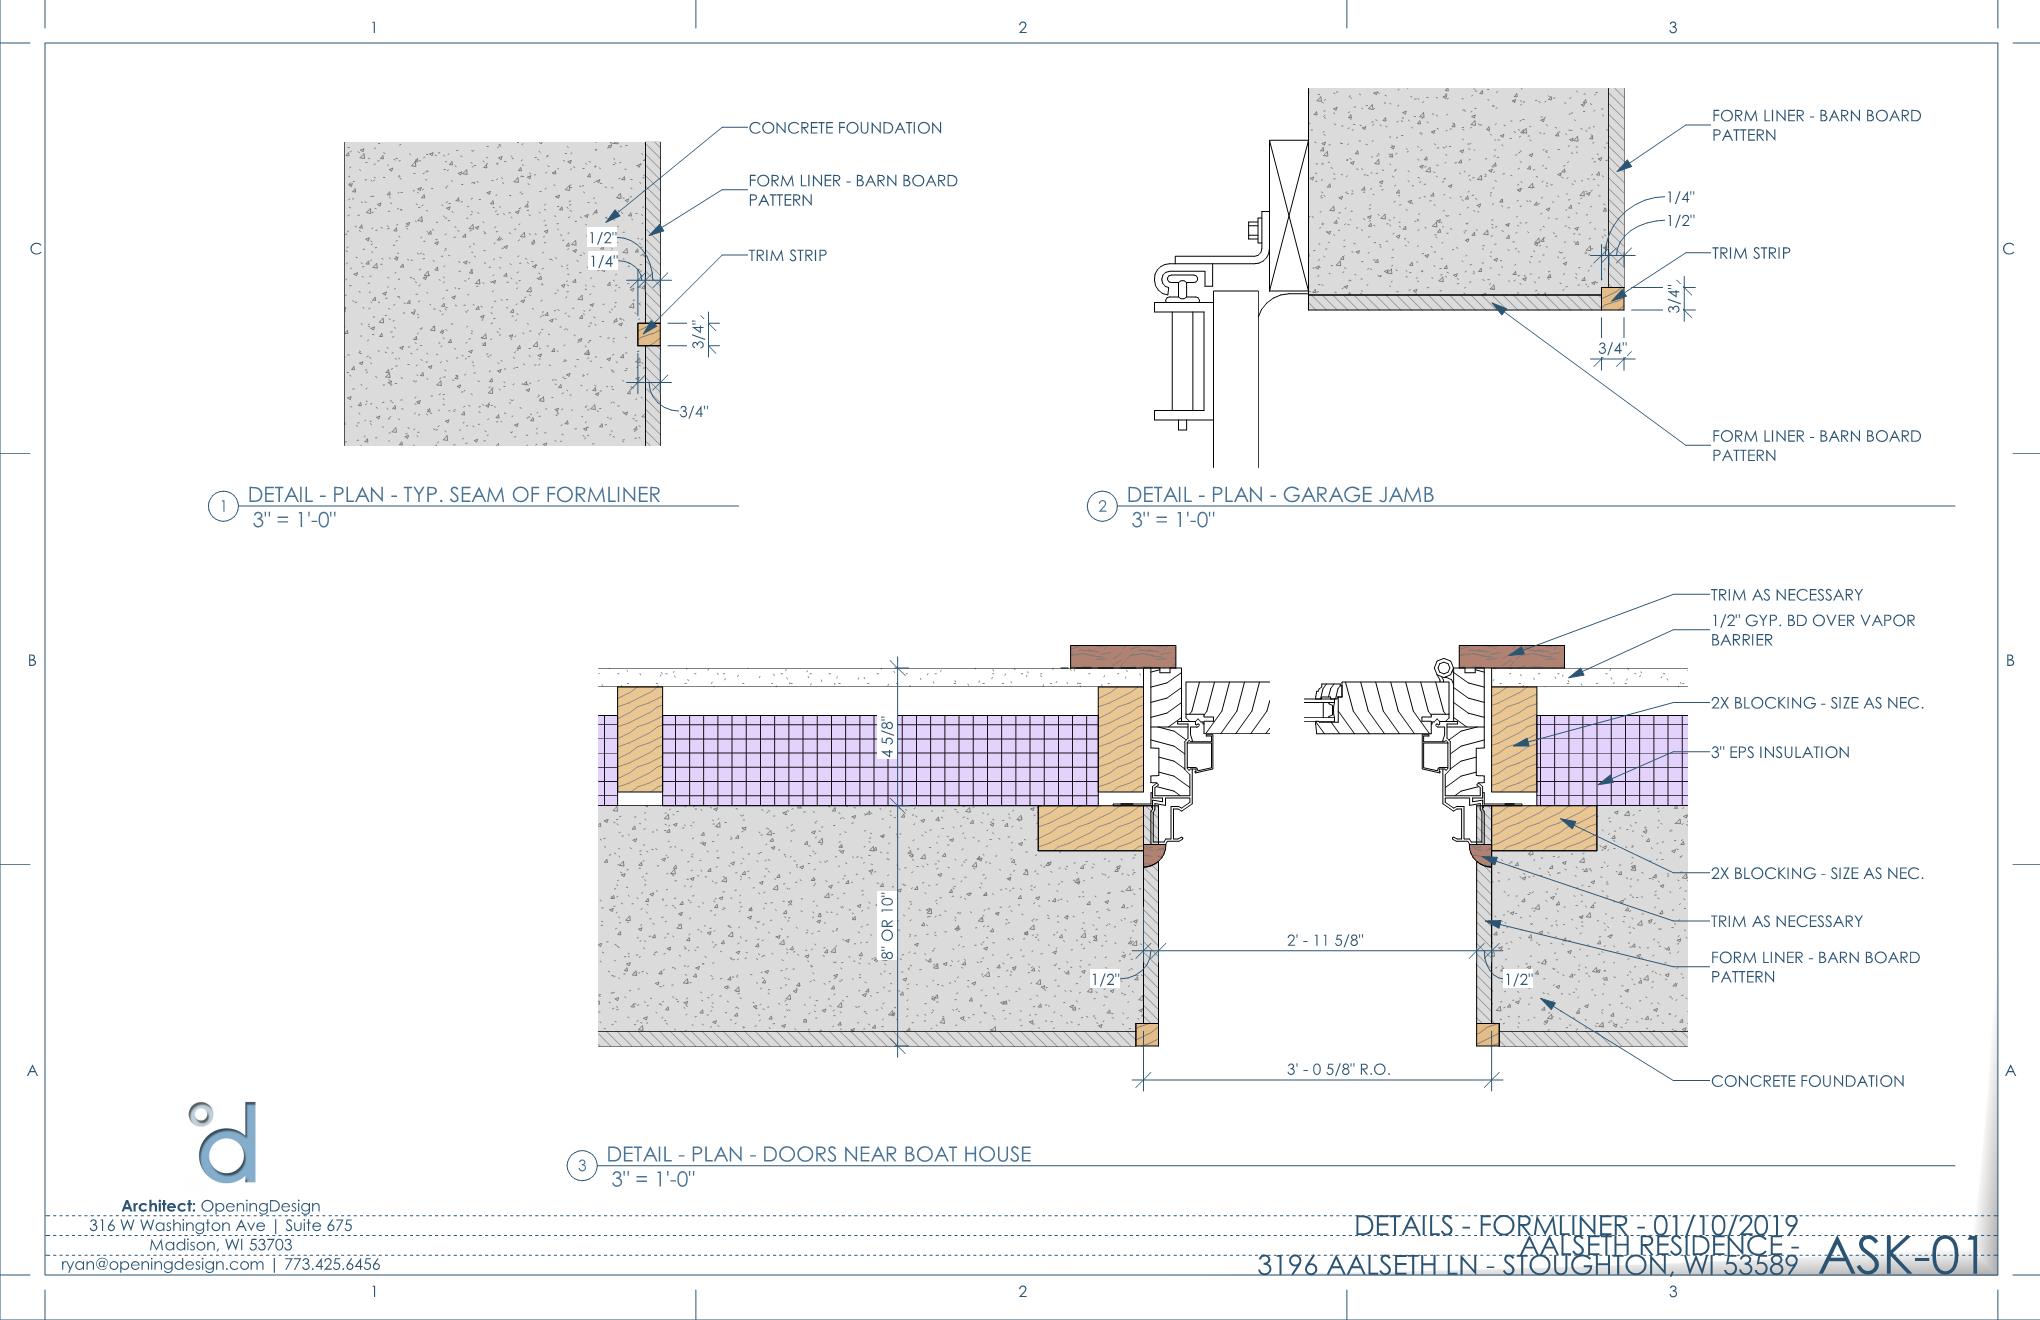 1
2
3
C
C
B
B
A
A
CONCRETE FOUNDATION
FORM LINER - BARN BOARD
PATTERN
1/2"
1/4"
TRIM STRIP
3/4"
3/4"
1
DETAIL - PLAN - TYP. SEAM OF FORMLINER
3" = 1'-0"
FORM LINER - BARN BOARD
PATTERN
1/4"
1/2"
TRIM STRIP
3/4"
3/4"
FORM LINER - BARN BOARD
PATTERN
2
DETAIL - PLAN - GARAGE JAMB
3" = 1'-0"
TRIM AS NECESSARY
1/2" GYP. BD OVER VAPOR
BARRIER
2X BLOCKING - SIZE AS NEC.
3" EPS INSULATION
4 5/8"
2X BLOCKING - SIZE AS NEC.
8" OR 10"
TRIM AS NECESSARY
2' - 11 5/8"
FORM LINER - BARN BOARD
PATTERN
1/2"
1/2"
3' - 0 5/8" R.O.
CONCRETE FOUNDATION
3
DETAIL - PLAN - DOORS NEAR BOAT HOUSE
3" = 1'-0"
d
Architect: OpeningDesign
316 W Washington Ave | Suite 675
Madison, WI 53703
ryan@openingdesign.com | 773.425.6456
DETAILS - FORMLINER - 01/10/2019
AALSETH RESIDENCE -
3196 AALSETH LN - STOUGHTON, WI 53589
ASK-01
1
2
3